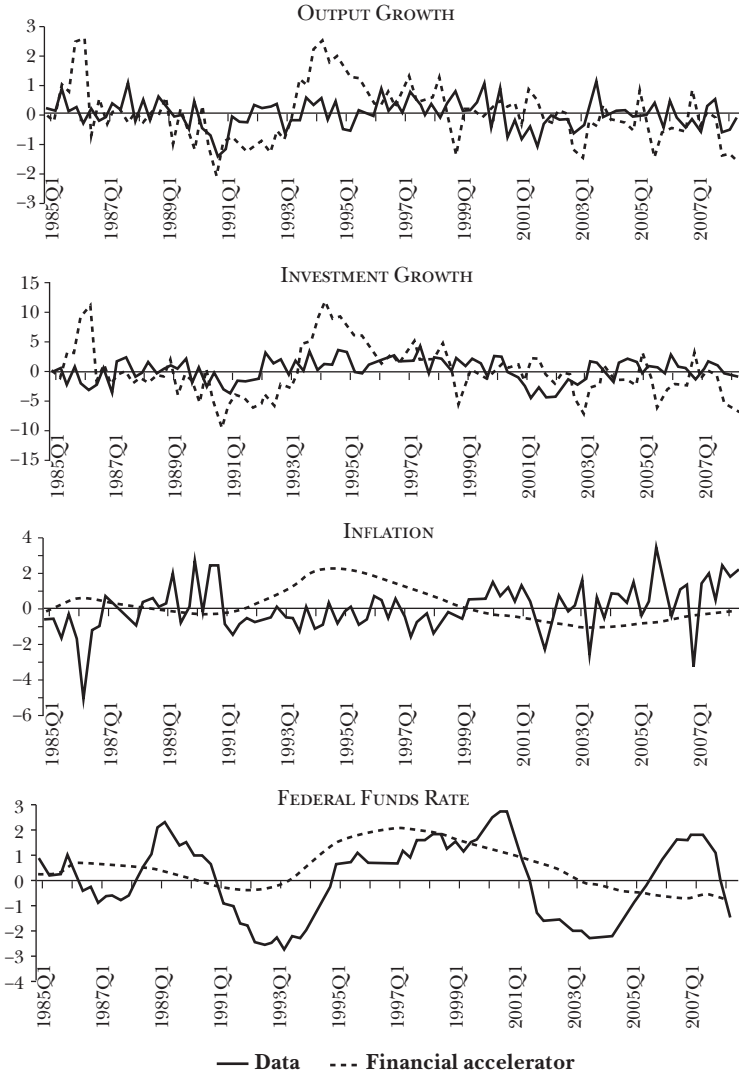 OUTPUT GROWTH
3
2
1
0
−1
−2
−3
1985Q1
1987Q1
1989Q1
1991Q1
1993Q1
1995Q1
1997Q1
1999Q1
2001Q1
2003Q1
2005Q1
2007Q1
INVESTMENT GROWTH
15
10
5
0
−5
−10
−15
1985Q1
1987Q1
1989Q1
1991Q1
1993Q1
1995Q1
1997Q1
1999Q1
2001Q1
2003Q1
2005Q1
2007Q1
INFLATION
4
2
0
−2
−4
−6
1985Q1
1987Q1
1989Q1
1991Q1
1993Q1
1995Q1
1997Q1
1999Q1
2001Q1
2003Q1
2005Q1
2007Q1
FEDERAL FUNDS RATE
3
2
1
0
−1
−2
−3
−4
1985Q1
1987Q1
1989Q1
1991Q1
1993Q1
1995Q1
1997Q1
1999Q1
2001Q1
2003Q1
2005Q1
2007Q1
Data Financial accelerator